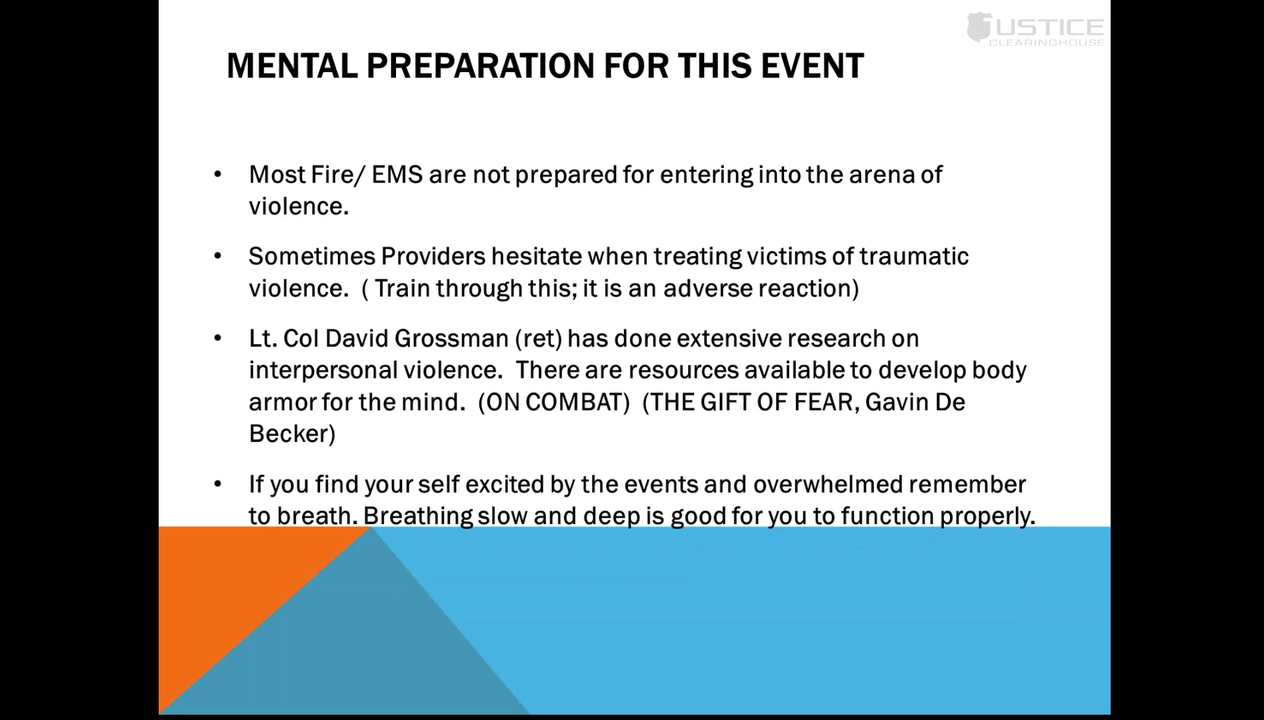 USTICE
CLEARINGHOUSE
MENTAL PREPARATION FOR THIS EVENT
• Most Fire/ EMS are not prepared for entering into the arena of
violence.
• Sometimes Providers hesitate when treating victims of traumatic
violence. ( Train through this; it is an adverse reaction)
• Lt. Col David Grossman (ret) has done extensive research on
interpersonal violence. There are resources available to develop body
armor for the mind. (ON COMBAT) (THE GIFT OF FEAR, Gavin De
Becker)
• If you find your self excited by the events and overwhelmed remember
to breath. Breathing slow and deep is good for you to function properly.